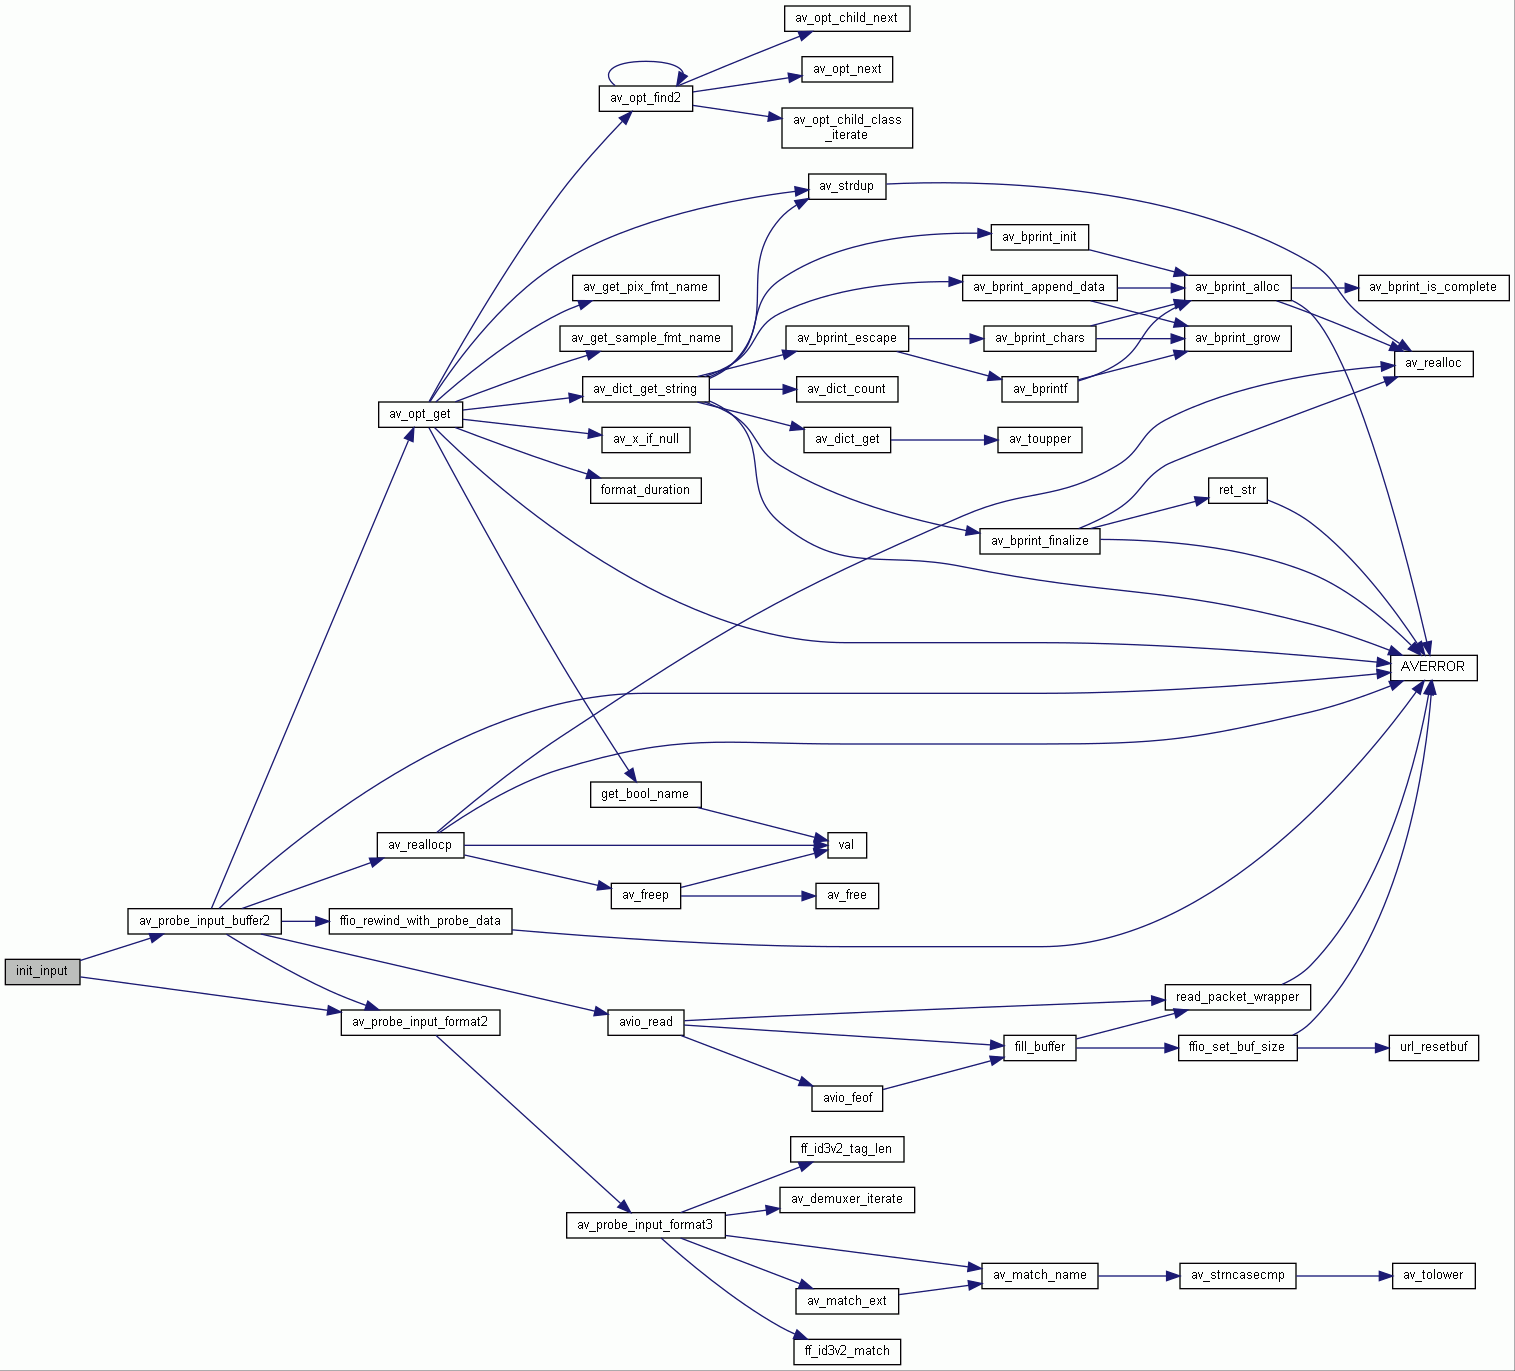 av_opt_child_next
av_opt_next
av_opt_find2
av_opt_child_class
_iterate
av_strdup
av_bprint_init
av_get_pix_fmt_name
av_bprint_append_data
av_bprint_alloc
av_bprint_is_complete
av_get_sample_fmt_name
av_bprint_escape
av_bprint_chars
av_bprint_grow
av_realloc
av_dict_get_string
av_dict_count
av_bprintf
av_opt_get
av_x_if_null
av_dict_get
av_toupper
format_duration
ret_str
av_bprint_finalize
AVERROR
get_bool_name
av_reallocp
val
av_freep
av_free
av_probe_input_buffer2
ffio_rewind_with_probe_data
init_input
read_packet_wrapper
av_probe_input_format2
avio_read
fill_buffer
ffio_set_buf_size
url_resetbuf
avio_feof
ff_id3v2_tag_len
av_demuxer_iterate
av_probe_input_format3
av_match_name
av_strncasecmp
av_tolower
av_match_ext
ff_id3v2_match